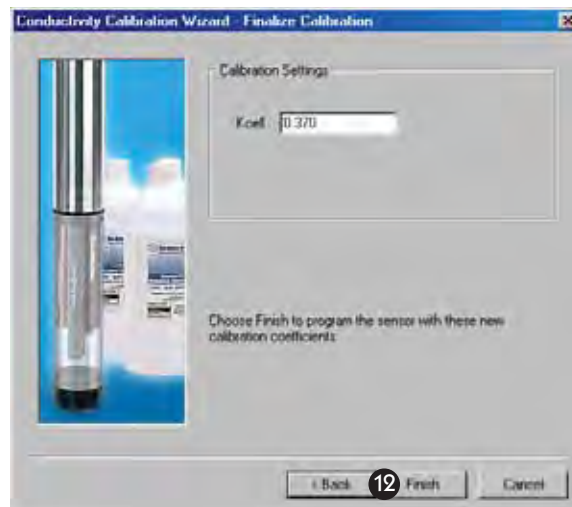 Conductivity Calibration Wizard - Finalize Calibration
Calibration Settings
Kcell 0.370
Choose Finish to program the sensor with these new
calibration coefficients
< Back 12 Finish Cancel